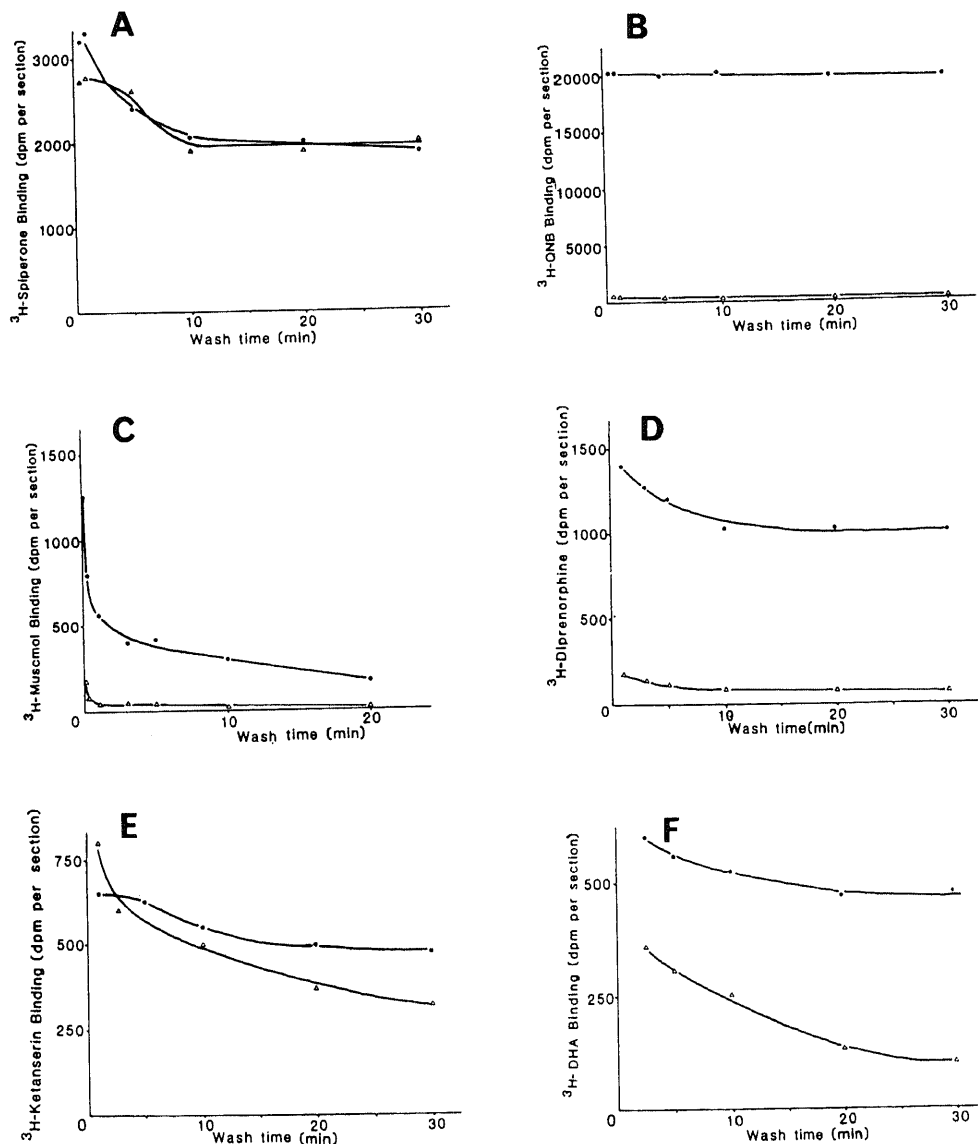 A
³H-Spiperone Binding (dpm per section)
3000
2000
1000
0
10
20
30
Wash time (min)
B
³H-QNB Binding (dpm per section)
20000
15000
10000
5000
0
10
20
30
Wash time (min)
C
³H-Muscmol Binding (dpm per section)
1500
1000
500
0
10
20
Wash time (min)
D
³H-Diprenorphine (dpm per section)
1500
1000
500
0
10
20
30
Wash time(min)
E
³H-Ketanserin Binding (dpm per section)
750
500
250
0
10
20
30
Wash time (min)
F
³H-DHA Binding (dpm per section)
500
250
0
10
20
30
Wash time (min)